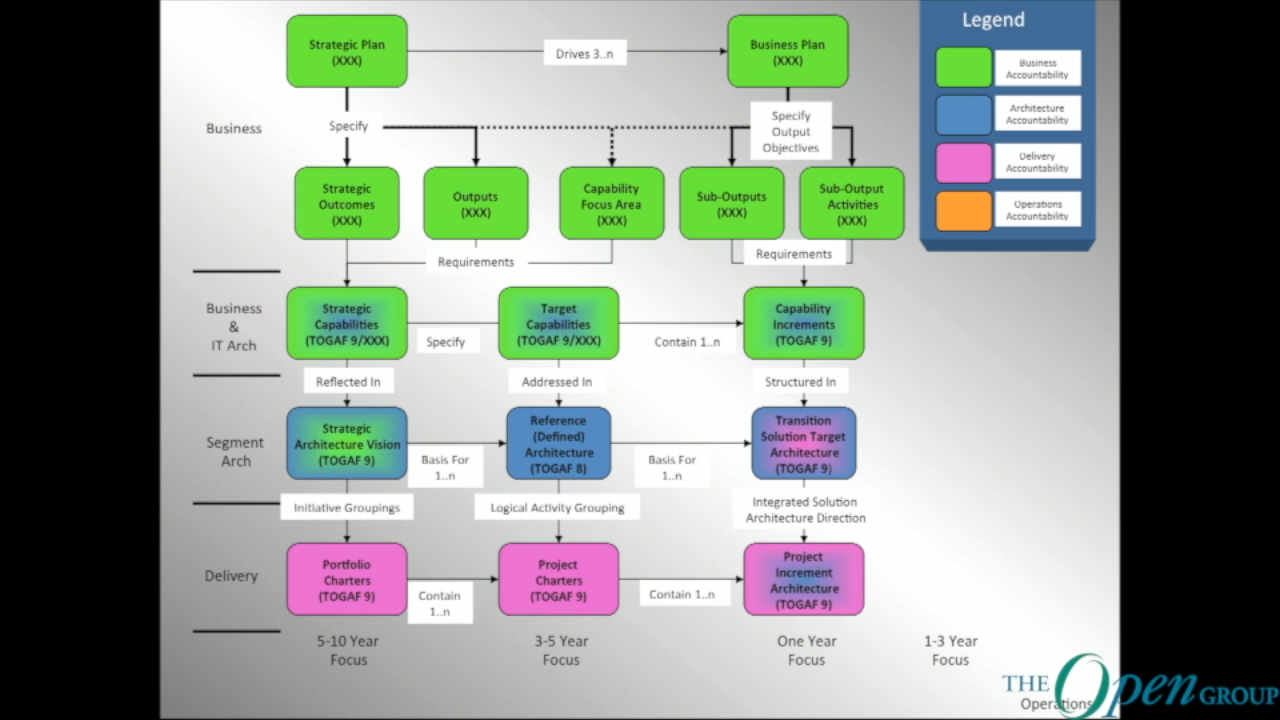 Legend
Strategic Plan
(XXX)
Drives 3..n
Business Plan
(XXX)
Business
Accountability
Architecture
Accountability
Delivery
Accountability
Operations
Accountability
Business
Specify
Specify
Output
Objectives
Strategic
Outcomes
(XXX)
Outputs
(XXX)
Capability
Focus Area
(XXX)
Sub-Outputs
(XXX)
Sub-Output
Activities
(XXX)
Requirements
Requirements
Business
&
IT Arch
Strategic
Capabilities
(TOGAF 9/XXX)
Specify
Target
Capabilities
(TOGAF 9/XXX)
Contain 1..n
Capability
Increments
(TOGAF 9)
Reflected In
Addressed In
Structured In
Segment
Arch
Strategic
Architecture Vision
(TOGAF 9)
Basis For
1..n
Reference
(Defined)
Architecture
(TOGAF 8)
Basis For
1..n
Transition
Solution Target
Architecture
(TOGAF 9)
Initiative Groupings
Logical Activity Grouping
Integrated Solution
Architecture Direction
Delivery
Portfolio
Charters
(TOGAF 9)
Contain
1..n
Project
Charters
(TOGAF 9)
Contain 1..n
Project
Increment
Architecture
(TOGAF 9)
5-10 Year
Focus
3-5 Year
Focus
One Year
Focus
1-3 Year
Focus
THE Open GROUP
Operations